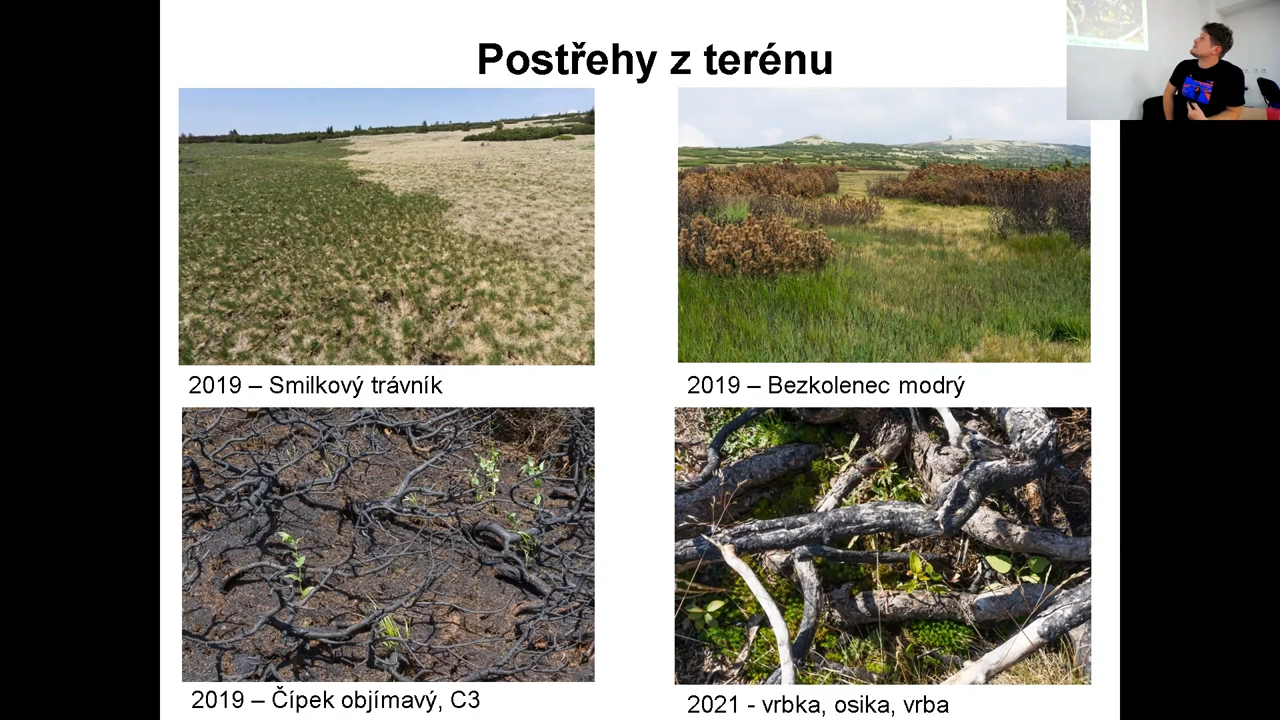 Postřehy z terénu
2019 – Smilkový trávník
2019 – Bezkolenec modrý
2019 – Čípek objímavý, C3
2021 - vrbka, osika, vrba